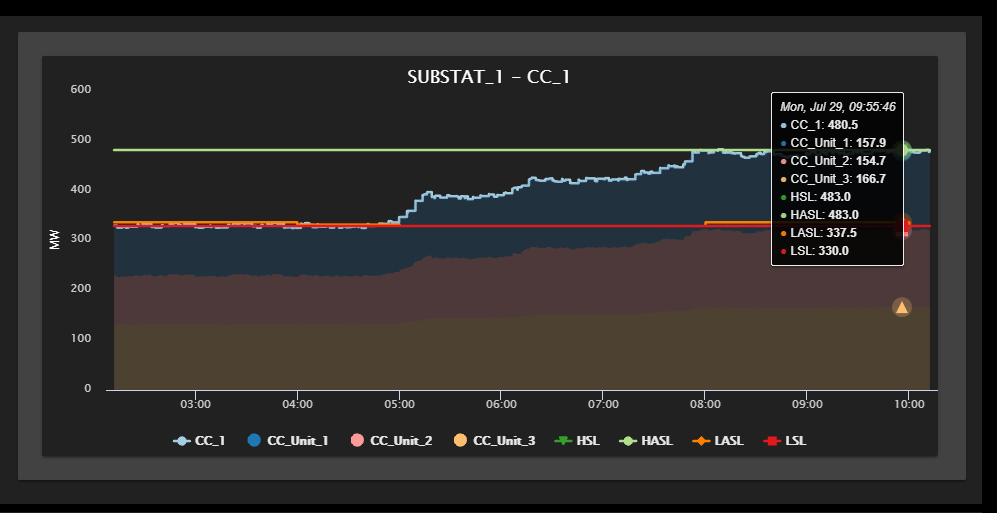 SUBSTAT_1 - CC_1
600
500
400
300
200
100
0
MW
Mon, Jul 29, 09:55:46
CC_1: 480.5
CC_Unit_1: 157.9
CC_Unit_2: 154.7
CC_Unit_3: 166.7
HSL: 483.0
HASL: 483.0
LASL: 337.5
LSL: 330.0
03:00 04:00 05:00 06:00 07:00 08:00 09:00 10:00
CC_1 CC_Unit_1 CC_Unit_2 CC_Unit_3 HSL HASL LASL LSL